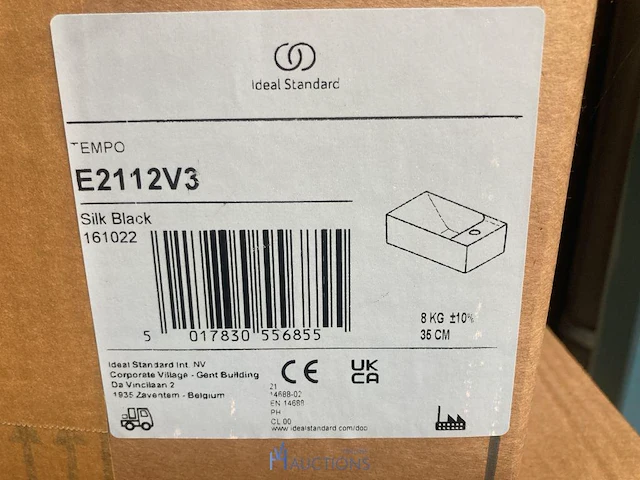 Ideal Standard
TEMPO
E2112V3
Silk Black
161022
5 017830 556855
8 KG ±10%
35 CM
Ideal Standard Int. NV
Corporate Village - Gent Building
Da Vincilaan 2
1935 Zaventem - Belgium
CE
UK
CA
21
14688-02
EN 14688
PH
CL 00
www.idealstandard.com/doc
AUCTIONS